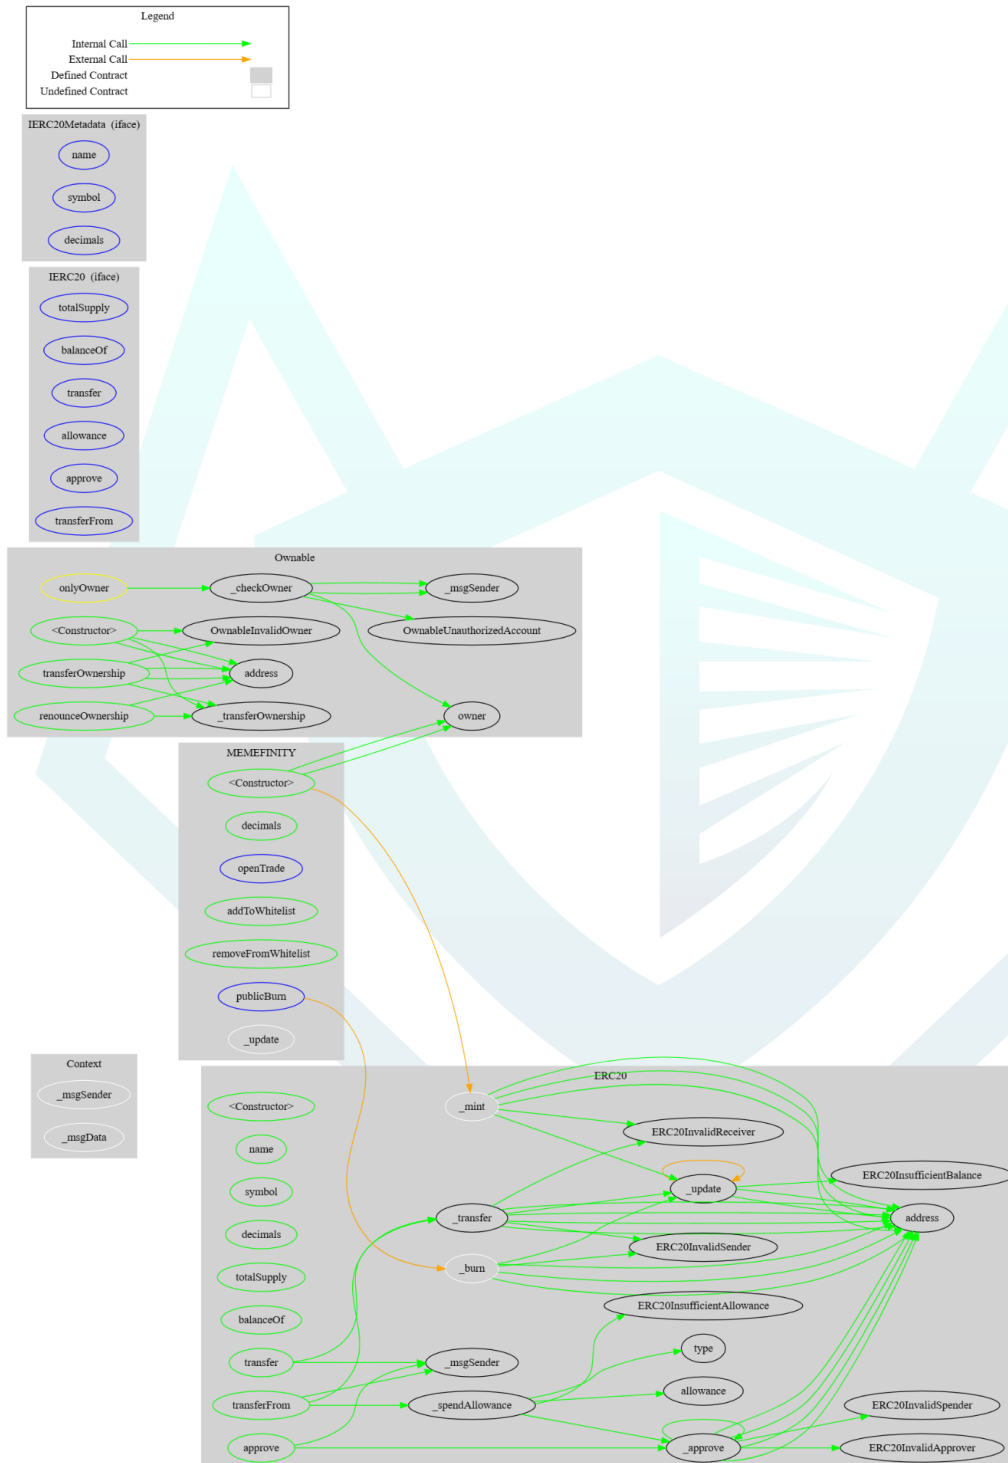 Legend
Internal Call
External Call
Defined Contract
Undefined Contract
IERC20Metadata (iface)
name
symbol
decimals
IERC20 (iface)
totalSupply
balanceOf
transfer
allowance
approve
transferFrom
Ownable
onlyOwner
_checkOwner
_msgSender
<Constructor>
OwnableInvalidOwner
OwnableUnauthorizedAccount
transferOwnership
address
renounceOwnership
_transferOwnership
owner
MEMEFINITY
<Constructor>
decimals
openTrade
addToWhitelist
removeFromWhitelist
publicBurn
_update
Context
_msgSender
_msgData
ERC20
<Constructor>
_mint
name
ERC20InvalidReceiver
symbol
_update
ERC20InsufficientBalance
_transfer
address
decimals
ERC20InvalidSender
totalSupply
_burn
balanceOf
ERC20InsufficientAllowance
transfer
_msgSender
type
transferFrom
_spendAllowance
allowance
ERC20InvalidSpender
approve
_approve
ERC20InvalidApprover